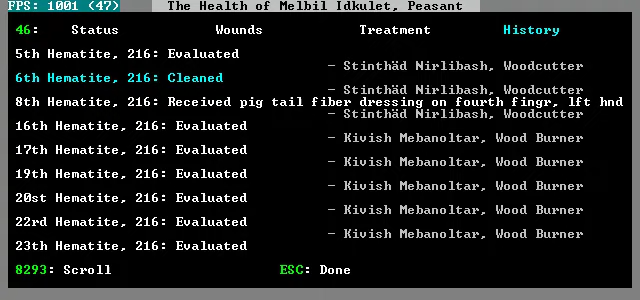 FPS: 1001 (47) The Health of Melbil Idkulet, Peasant
46: Status Wounds Treatment History
5th Hematite, 216: Evaluated
- Stinthäd Nirlibash, Woodcutter
6th Hematite, 216: Cleaned
- Stinthäd Nirlibash, Woodcutter
8th Hematite, 216: Received pig tail fiber dressing on fourth fingr, lft hnd
- Stinthäd Nirlibash, Woodcutter
16th Hematite, 216: Evaluated
- Kivish Mebanoltar, Wood Burner
17th Hematite, 216: Evaluated
- Kivish Mebanoltar, Wood Burner
19th Hematite, 216: Evaluated
- Kivish Mebanoltar, Wood Burner
20st Hematite, 216: Evaluated
- Kivish Mebanoltar, Wood Burner
22rd Hematite, 216: Evaluated
- Kivish Mebanoltar, Wood Burner
23th Hematite, 216: Evaluated
8293: Scroll ESC: Done